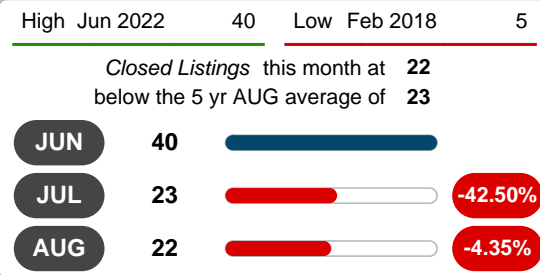 High Jun 2022 40 Low Feb 2018 5
Closed Listings this month at 22
below the 5 yr AUG average of 23
JUN 40
JUL 23 -42.50%
AUG 22 -4.35%